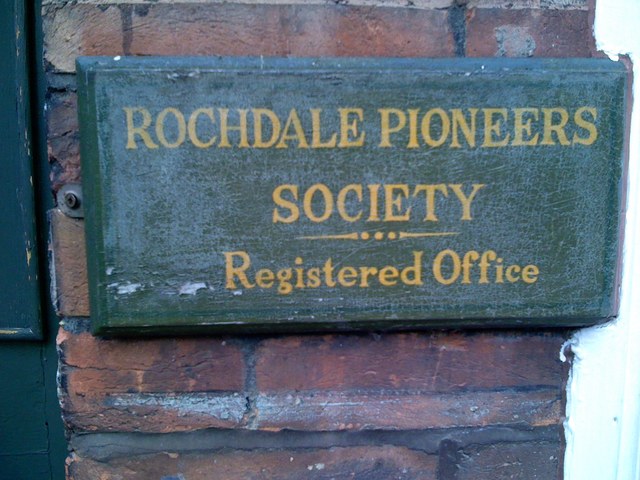 ROCHDALE PIONEERS
SOCIETY
Registered Office